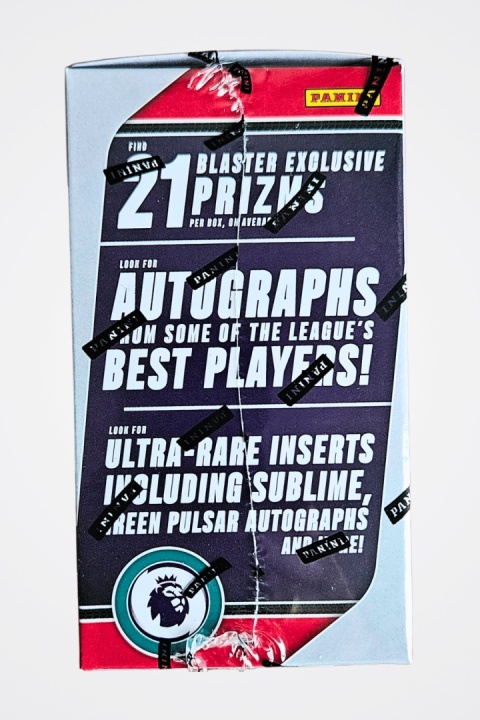 PANINI
FIND
21 BLASTER EXCLUSIVE
PRIZMS
PER BOX, ON AVERAGE
LOOK FOR
AUTOGRAPHS
FROM SOME OF THE LEAGUE'S
BEST PLAYERS!
LOOK FOR
ULTRA-RARE INSERTS
INCLUDING SUBLIME,
GREEN PULSAR AUTOGRAPHS
AND MORE!